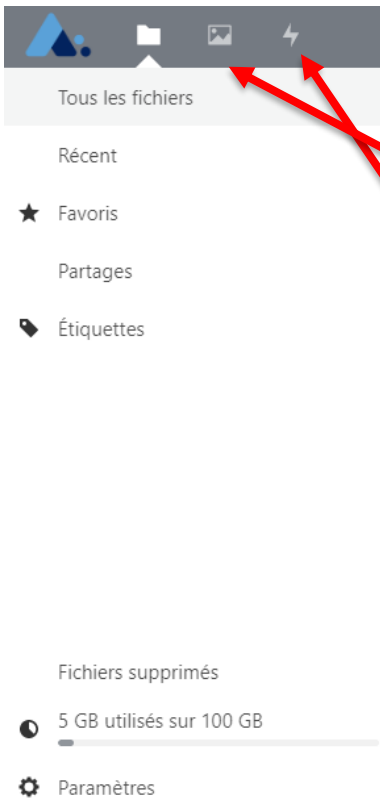 Tous les fichiers
Récent
Favoris
Partages
Étiquettes
Fichiers supprimés
5 GB utilisés sur 100 GB
Paramètres